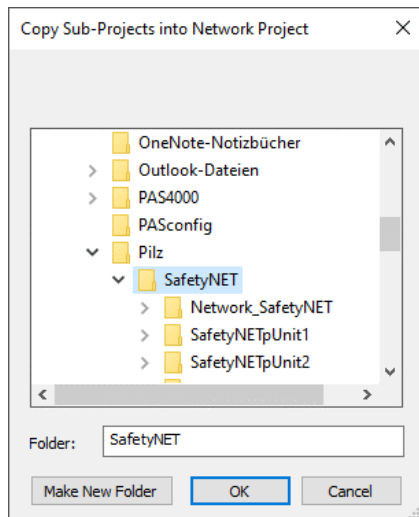 Copy Sub-Projects into Network Project
OneNote-Notizbücher
Outlook-Dateien
PAS4000
PASconfig
Pilz
SafetyNET
Network_SafetyNET
SafetyNETpUnit1
SafetyNETpUnit2
Folder: SafetyNET
Make New Folder OK Cancel